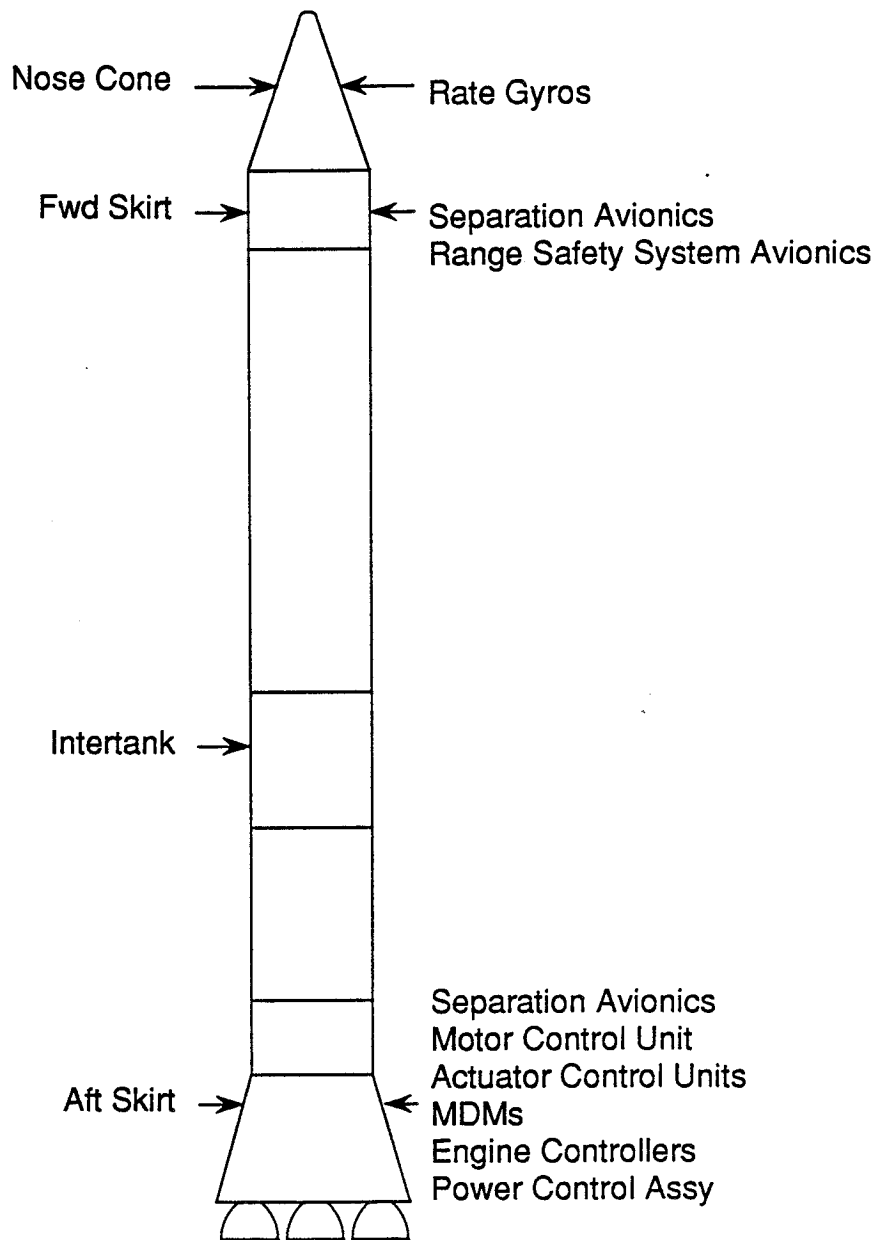 Nose Cone
Rate Gyros
Fwd Skirt
Separation Avionics
Range Safety System Avionics
Intertank
Separation Avionics
Motor Control Unit
Actuator Control Units
Aft Skirt
MDMs
Engine Controllers
Power Control Assy